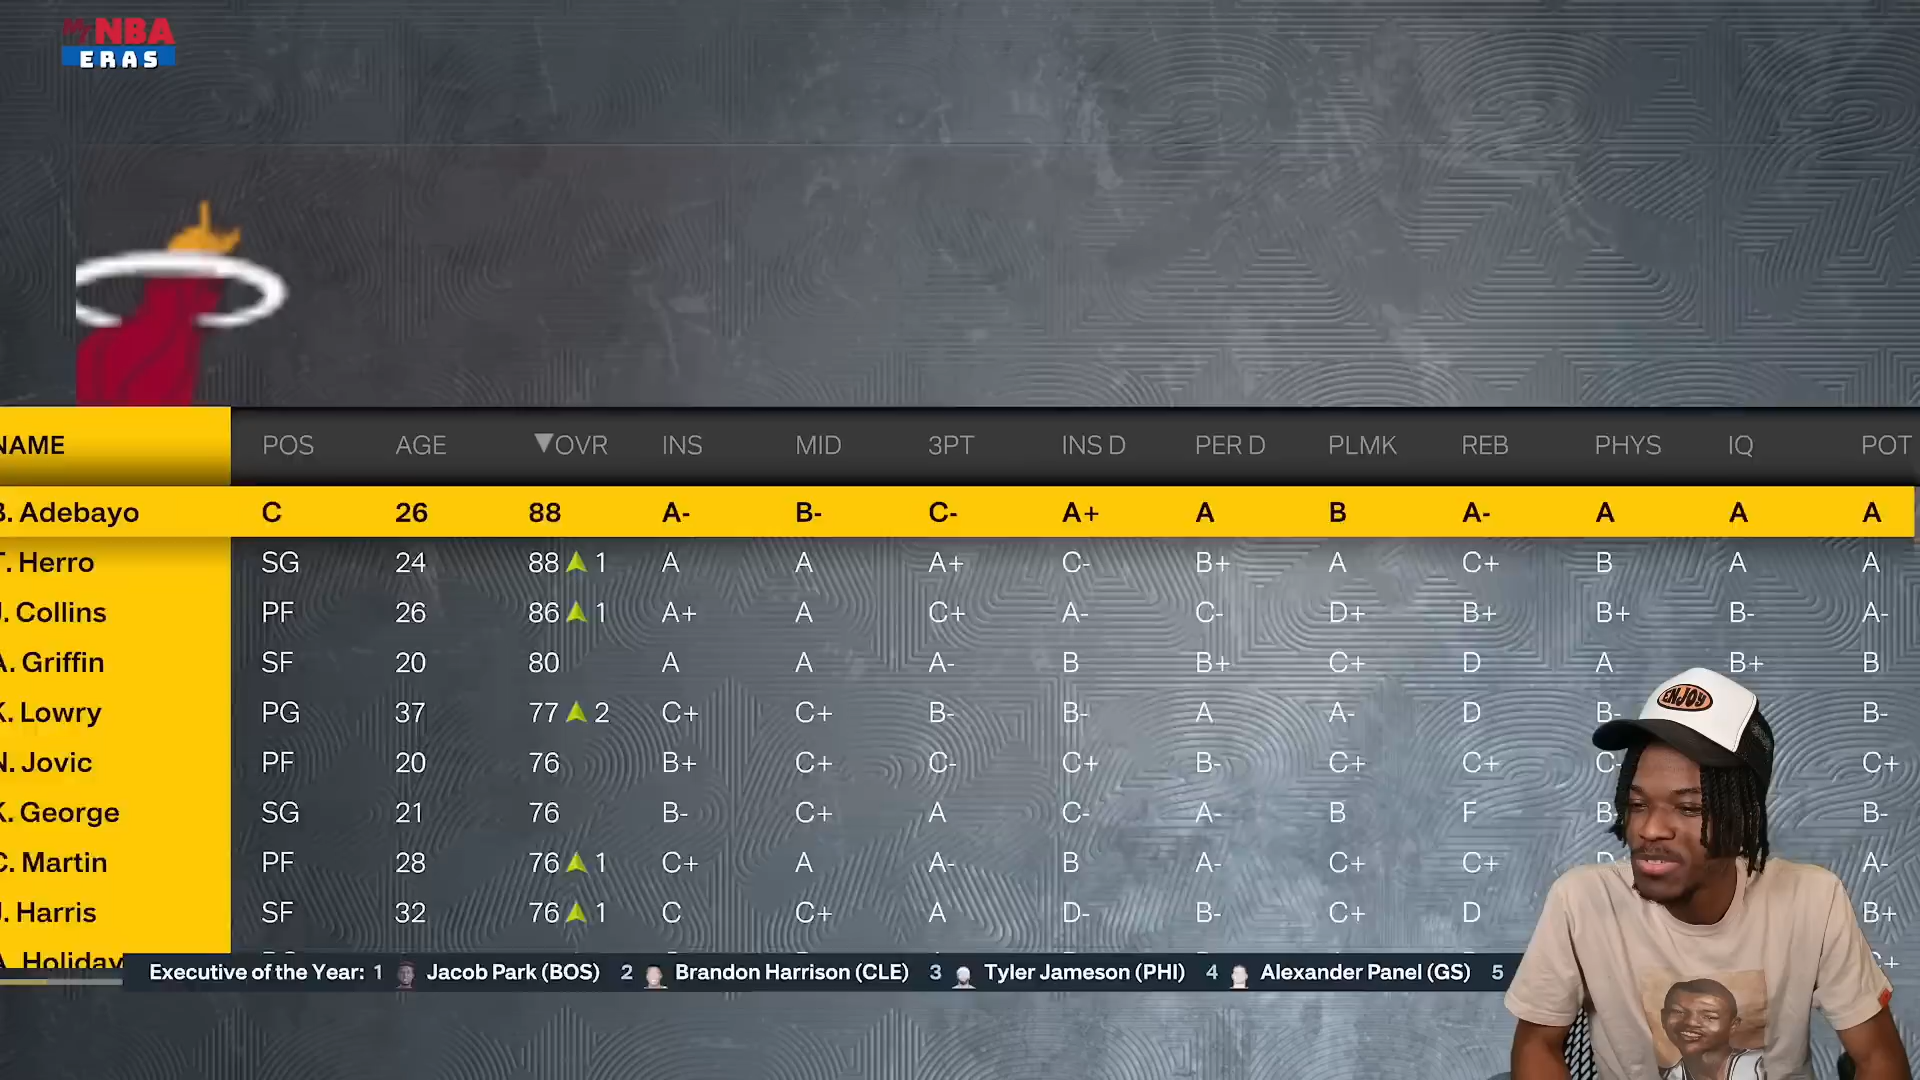 My NBA
ERAS
NAME POS AGE ▼OVR INS MID 3PT INS D PER D PLMK REB PHYS IQ POT
B. Adebayo C 26 88 A- B- C- A+ A B A- A A A
T. Herro SG 24 88 ▲ 1 A A A+ C- B+ A C+ B A A
J. Collins PF 26 86 ▲ 1 A+ A C+ A- C- D+ B+ B+ B- A-
A. Griffin SF 20 80 A A A- B B+ C+ D A B+ B
K. Lowry PG 37 77 ▲ 2 C+ C+ B- B- A A- D B- B-
N. Jovic PF 20 76 B+ C+ C- C+ B- C+ C+ C- C+
K. George SG 21 76 B- C+ A C- A- B F B- B-
C. Martin PF 28 76 ▲ 1 C+ A A- B A- C+ C+ A-
J. Harris SF 32 76 ▲ 1 C C+ A D- B- C+ D B+
A. Holiday
Executive of the Year: 1 Jacob Park (BOS) 2 Brandon Harrison (CLE) 3 Tyler Jameson (PHI) 4 Alexander Panel (GS) 5
ENJOY